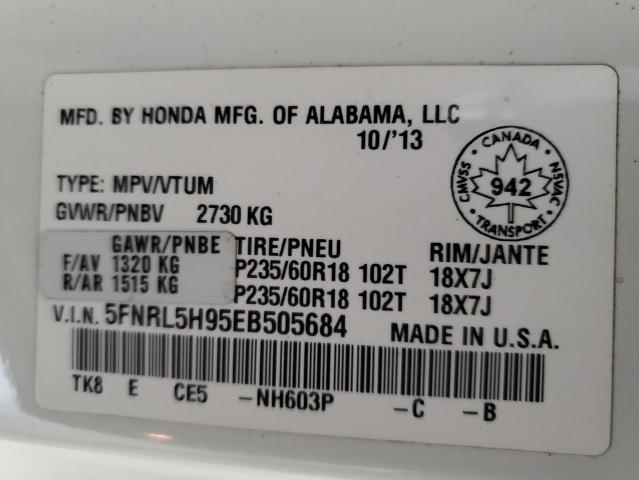 MFD. BY HONDA MFG. OF ALABAMA, LLC
10/'13
TYPE: MPV/VTUM
GVWR/PNBV 2730 KG
CMVSS CANADA NSVAC
942
TRANSPORT
GAWR/PNBE TIRE/PNEU RIM/JANTE
F/AV 1320 KG P235/60R18 102T 18X7J
R/AR 1515 KG P235/60R18 102T 18X7J
V.I.N. 5FNRL5H95EB505684 MADE IN U.S.A.
TK8 E CE5 -NH603P -C -B